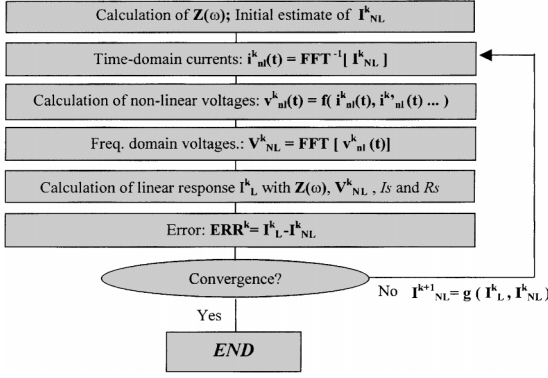 Calculation of Z(ω); Initial estimate of I^k_NL
Time-domain currents: i^k_nl(t) = FFT^-1[ I^k_NL ]
Calculation of non-linear voltages: v^k_nl(t) = f( i^k_nl(t), i^k'_nl(t) ... )
Freq. domain voltages.: V^k_NL = FFT [ v^k_nl(t)]
Calculation of linear response I^k_L with Z(ω), V^k_NL , Is and Rs
Error: ERR^k= I^k_L-I^k_NL
Convergence?
No I^k+1_NL= g ( I^k_L , I^k_NL )
Yes
END